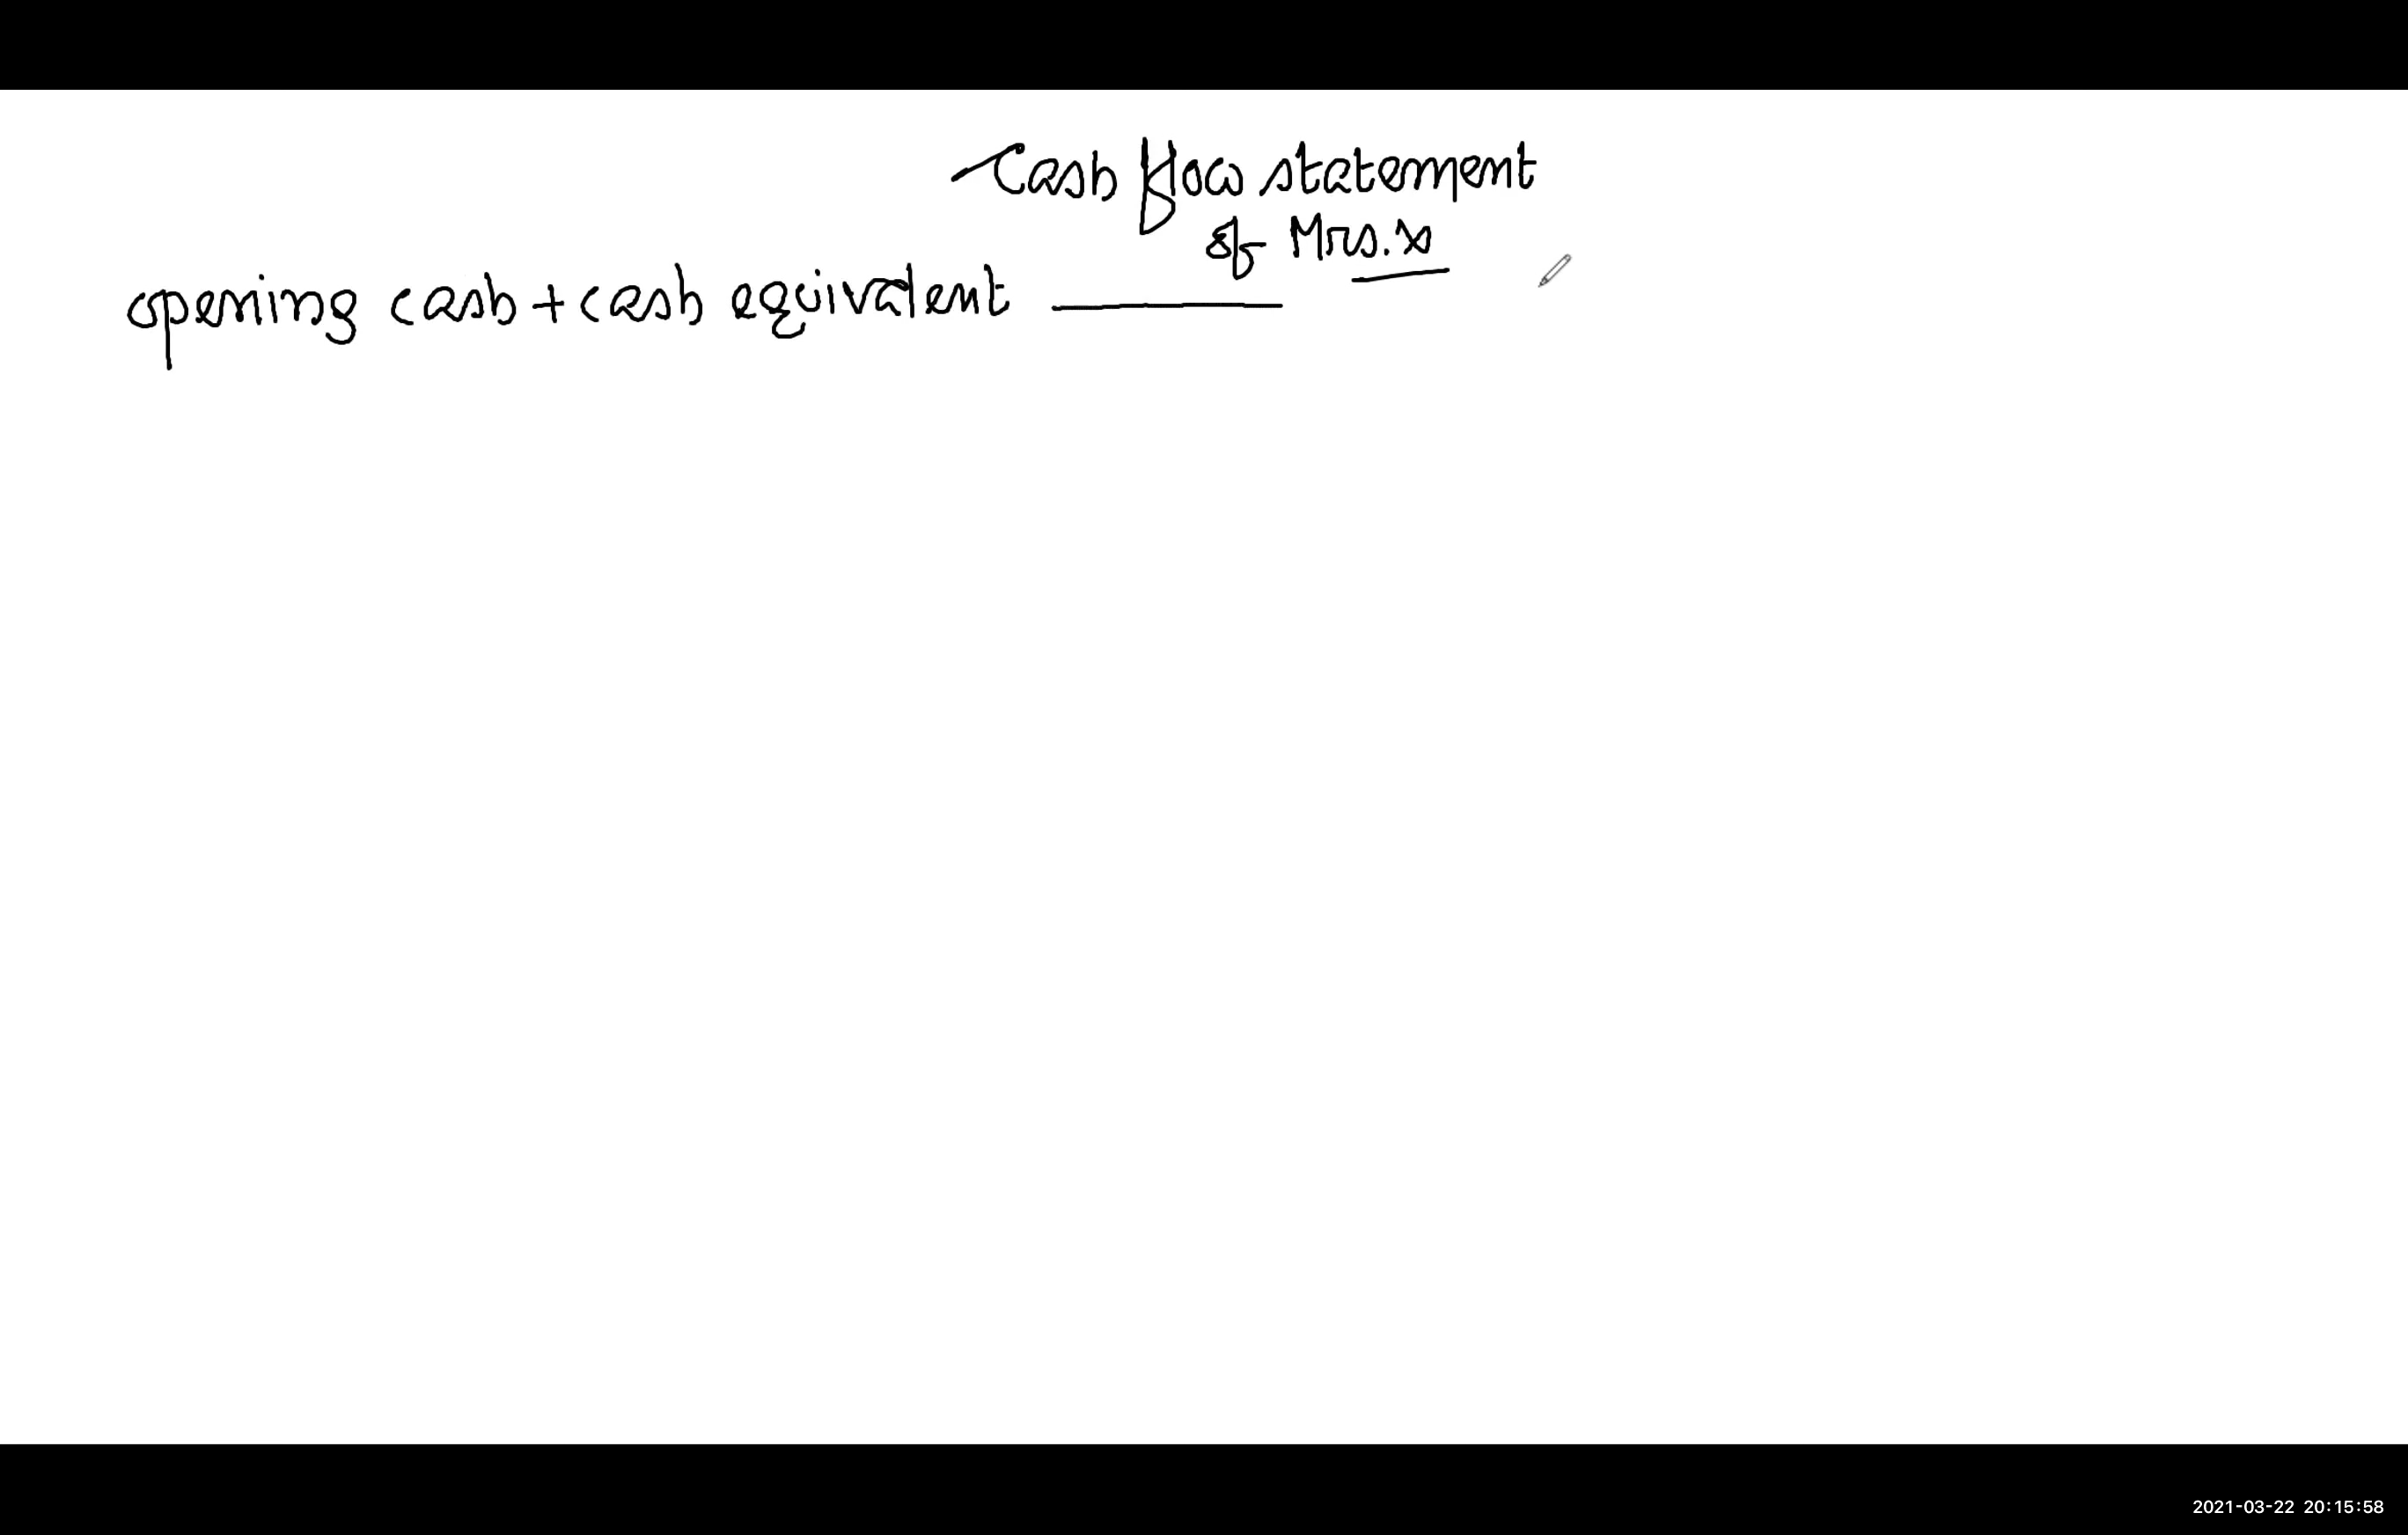 Cash flow statement
of Mrs. X
opening cash + cash equivalent
2021-03-22 20:15:58